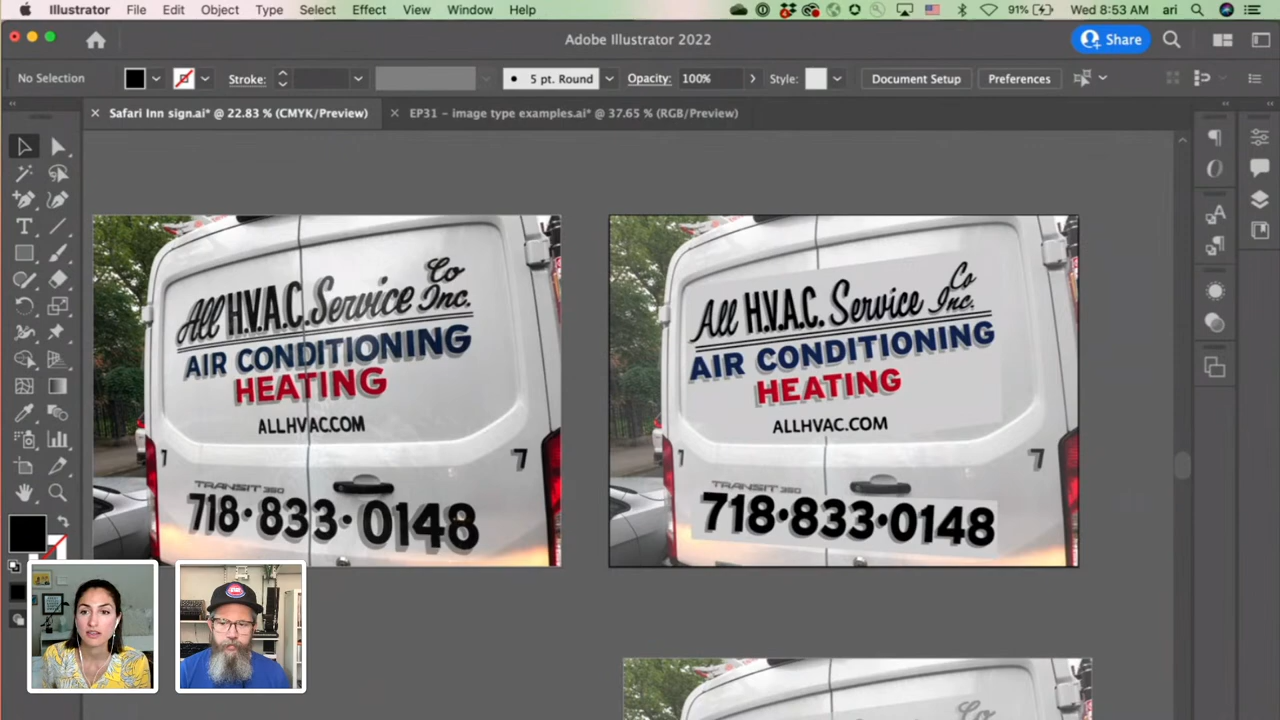 Illustrator File Edit Object Type Select Effect View Window Help 91% Wed 8:53 AM ari
Adobe Illustrator 2022 Share
No Selection Stroke: 5 pt. Round Opacity: 100% Style: Document Setup Preferences
Safari Inn sign.ai* @ 22.83 % (CMYK/Preview) EP31 - image type examples.ai* @ 37.65 % (RGB/Preview)
All H.V.A.C. Service Co Inc.
AIR CONDITIONING
HEATING
ALLHVAC.COM
7 7
TRANSIT 350
718•833•0148
All H.V.A.C. Service Co Inc.
AIR CONDITIONING
HEATING
ALLHVAC.COM
7 7
TRANSIT 350
718•833•0148
Co